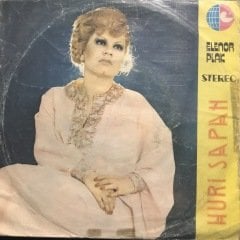 ELENOR
PLAK
STEREO
HURİ SAPAN